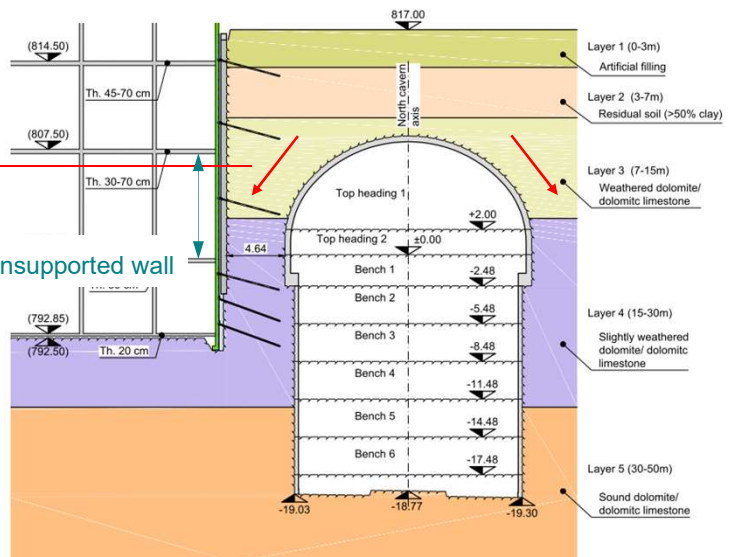 817.00
(814.50)
Layer 1 (0-3m)
Artificial filling
Th. 45-70 cm
North cavern
axis
Layer 2 (3-7m)
Residual soil (>50% clay)
(807.50)
Th. 30-70 cm
Layer 3 (7-15m)
Weathered dolomite/
dolomitc limestone
Top heading 1
+2.00
Top heading 2
±0.00
4.64
nsupported wall
Bench 1
-2.48
Bench 2
-5.48
Layer 4 (15-30m)
Slightly weathered
dolomite/ dolomitc
limestone
(792.85)
(792.50)
Th. 20 cm
Bench 3
-8.48
Bench 4
-11.48
Bench 5
-14.48
Bench 6
-17.48
Layer 5 (30-50m)
Sound dolomite/
dolomitc limestone
-19.03
-18.77
-19.30